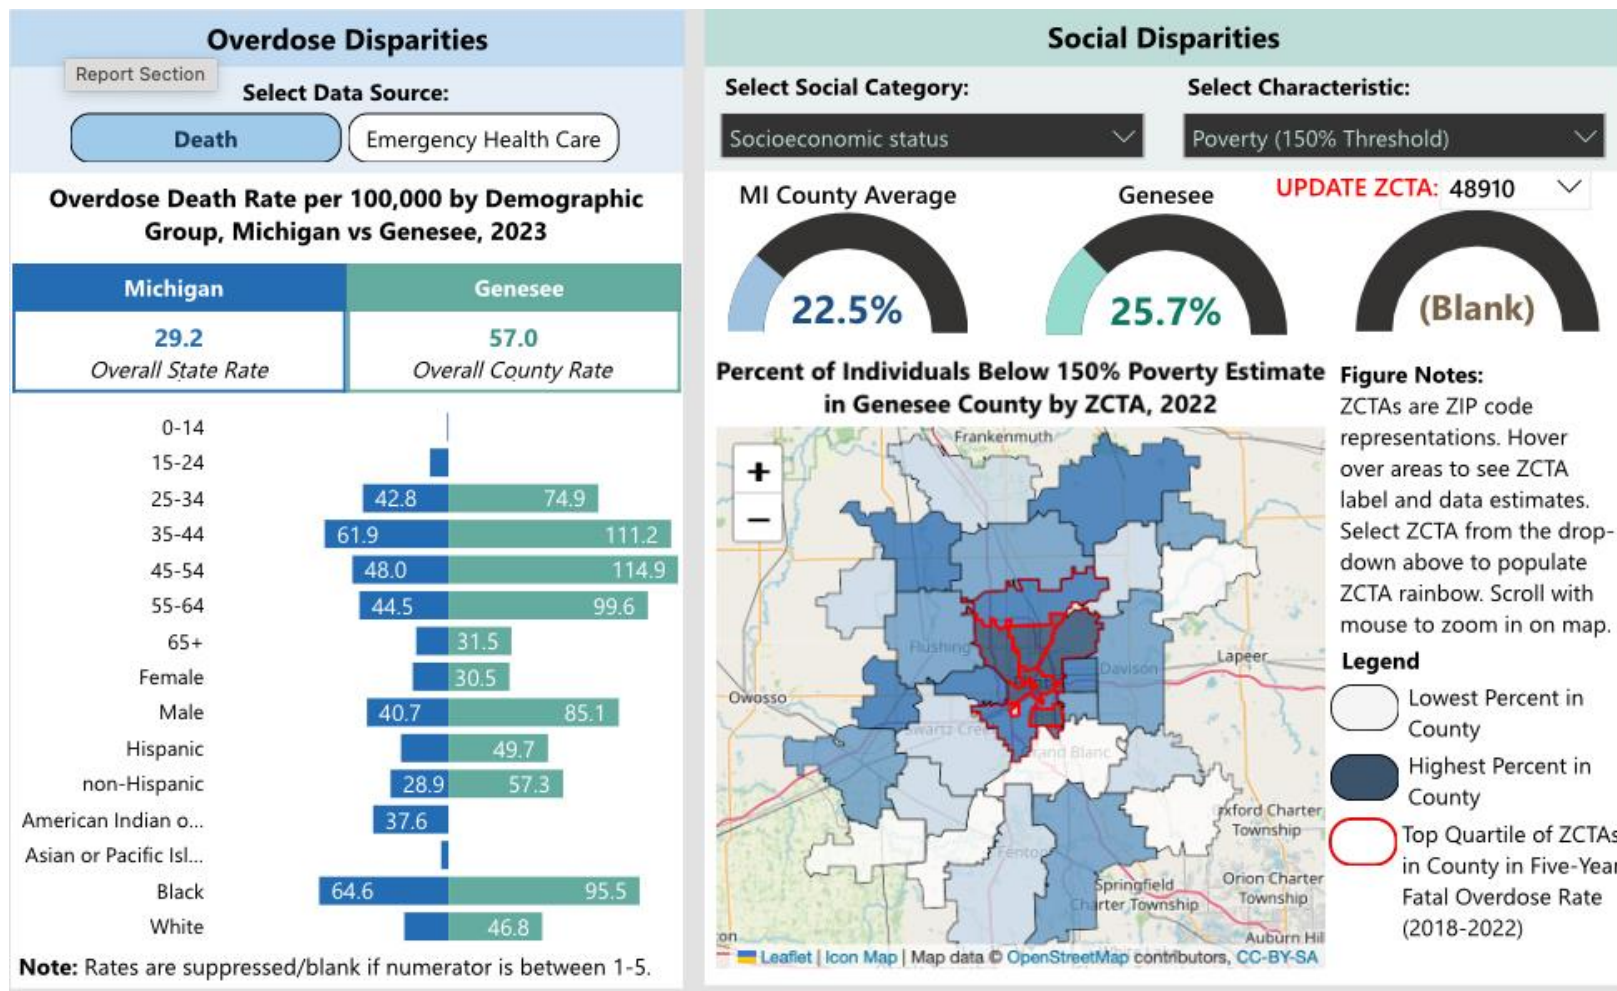 Overdose Disparities
Report Section
Select Data Source:
Death
Emergency Health Care
Overdose Death Rate per 100,000 by Demographic
Group, Michigan vs Genesee, 2023
Michigan
Genesee
29.2
Overall State Rate
57.0
Overall County Rate
0-14
15-24
25-34 42.8 74.9
35-44 61.9 111.2
45-54 48.0 114.9
55-64 44.5 99.6
65+ 31.5
Female 30.5
Male 40.7 85.1
Hispanic 49.7
non-Hispanic 28.9 57.3
American Indian o... 37.6
Asian or Pacific Isl...
Black 64.6 95.5
White 46.8
Note: Rates are suppressed/blank if numerator is between 1-5.
Social Disparities
Select Social Category:
Socioeconomic status
Select Characteristic:
Poverty (150% Threshold)
MI County Average
22.5%
Genesee
25.7%
UPDATE ZCTA: 48910
(Blank)
Percent of Individuals Below 150% Poverty Estimate
in Genesee County by ZCTA, 2022
+
−
Frankenmuth
Flushing
Davison
Lapeer
Owosso
Swartz Cree
rand Blanc
xford Charter
Township
Fenton
Springfield
Charter Township
Orion Charter
Township
Auburn Hil
on
Leaflet | Icon Map | Map data © OpenStreetMap contributors, CC-BY-SA
Figure Notes:
ZCTAs are ZIP code
representations. Hover
over areas to see ZCTA
label and data estimates.
Select ZCTA from the drop-
down above to populate
ZCTA rainbow. Scroll with
mouse to zoom in on map.
Legend
Lowest Percent in
County
Highest Percent in
County
Top Quartile of ZCTAs
in County in Five-Year
Fatal Overdose Rate
(2018-2022)